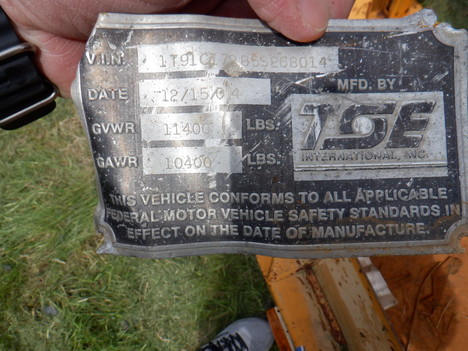 V.I.N.
DATE 12/15/04 MFD. BY
GVWR 11400 LBS. TSE
GAWR 10400 LBS. INTERNATIONAL, INC.
THIS VEHICLE CONFORMS TO ALL APPLICABLE
FEDERAL MOTOR VEHICLE SAFETY STANDARDS IN
EFFECT ON THE DATE OF MANUFACTURE.